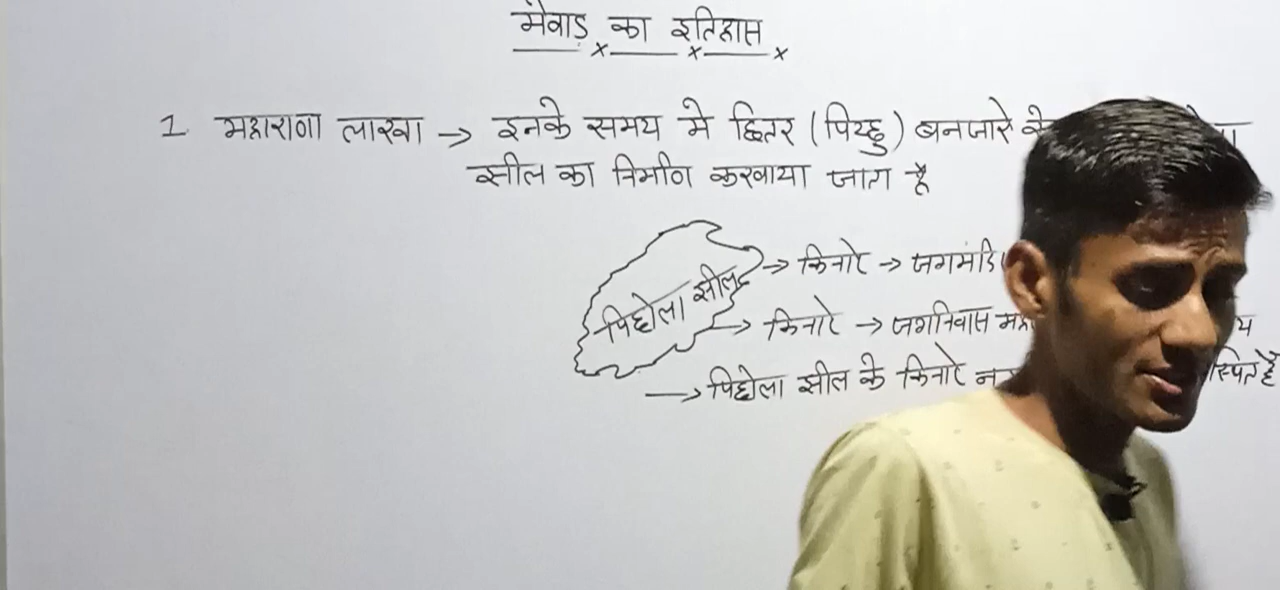 मेवाड़ का इतिहास
1 महाराणा लाखा → इनके समय मे छितर (पिच्छु) बनजारे के
झील का निर्माण करवाया जाता है
पिछोला झील → किनारे → जगमंदि
→ किनारे → जगनिवास मह
→ पिछोला झील के किनारे न स्थित है